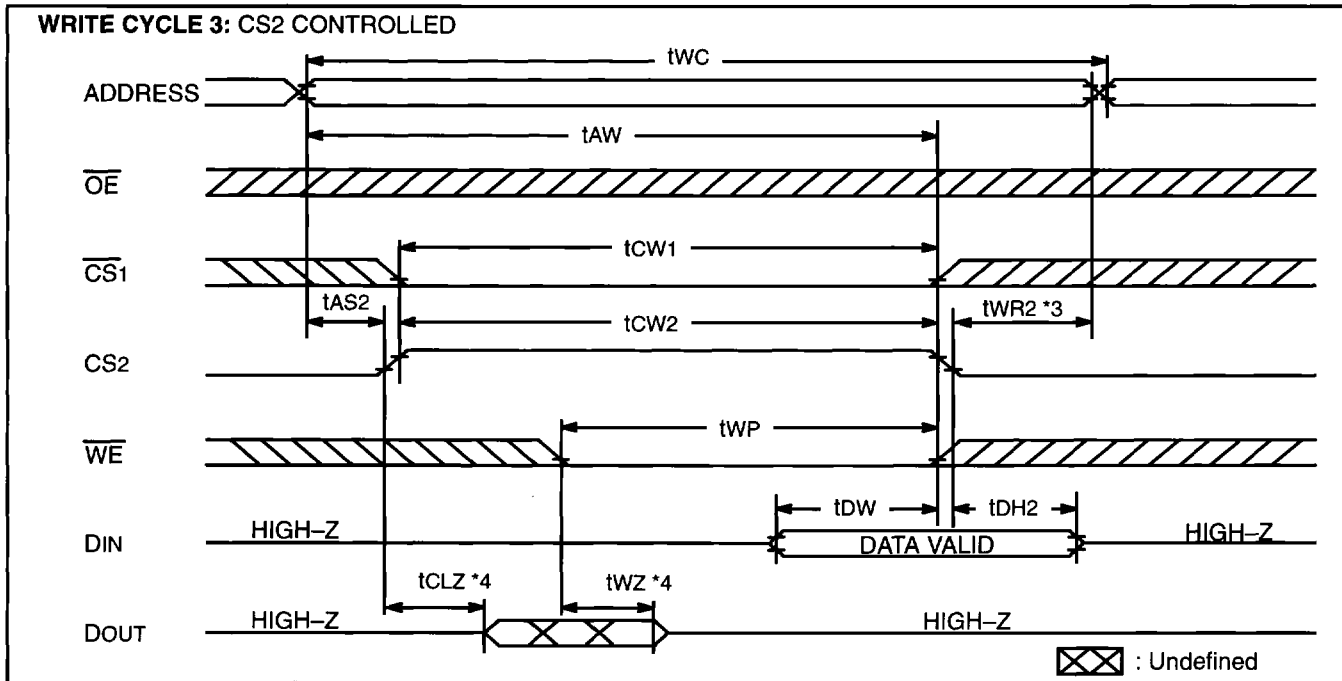 WRITE CYCLE 3: CS2 CONTROLLED
tWC
ADDRESS
tAW
OE
tCW1
CS1
tAS2
tCW2
tWR2 *3
CS2
tWP
WE
tDW
tDH2
DIN
HIGH–Z
DATA VALID
HIGH–Z
tCLZ *4
tWZ *4
DOUT
HIGH–Z
HIGH–Z
: Undefined